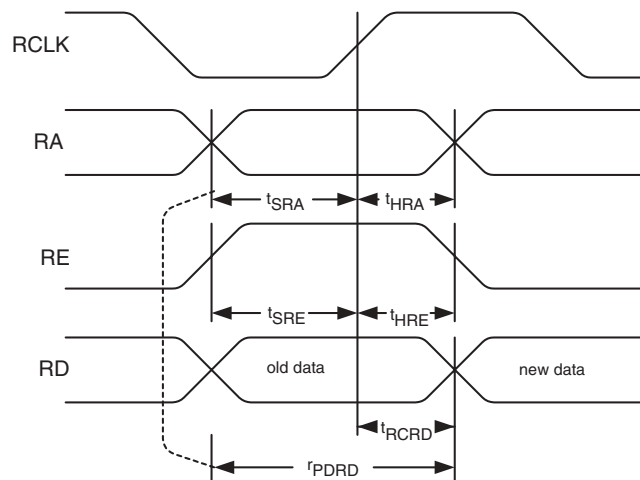 RCLK
RA
tSRA
tHRA
RE
tSRE
tHRE
RD
old data
new data
tRCRD
rPDRD